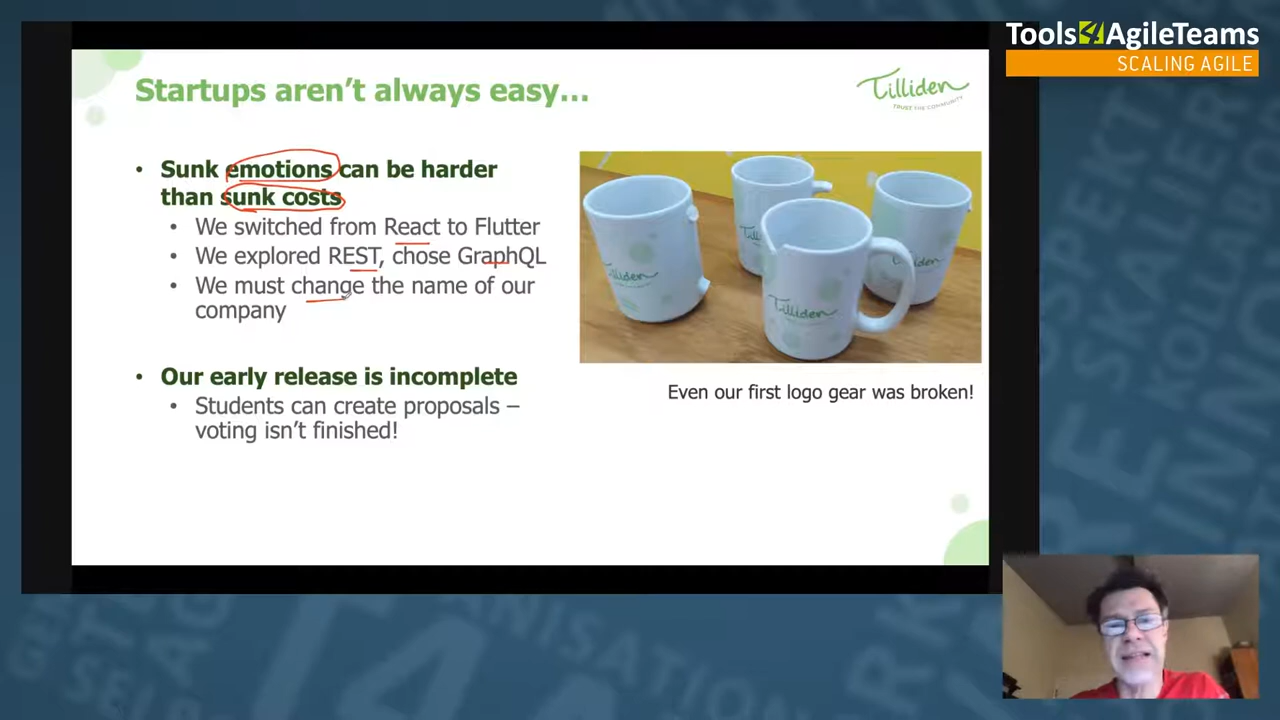 Tools4AgileTeams
SCALING AGILE
Startups aren't always easy...
Tilliden
TRUST THE COMMUNITY
• Sunk emotions can be harder
than sunk costs
• We switched from React to Flutter
• We explored REST, chose GraphQL
• We must change the name of our
company
• Our early release is incomplete
• Students can create proposals –
voting isn't finished!
Tilliden
Tilliden
Tilliden
Even our first logo gear was broken!